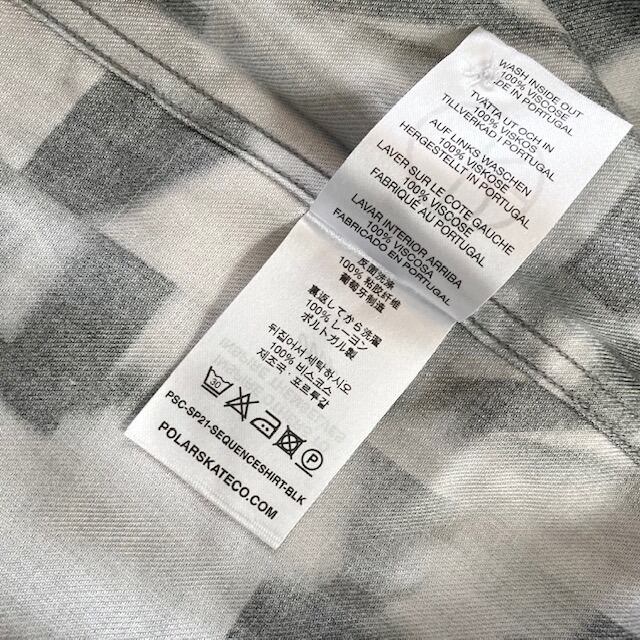 WASH INSIDE OUT
100% VISCOSE
MADE IN PORTUGAL
TVÄTTA UT OCH IN
100% VISKOS
TILLVERKAD I PORTUGAL
AUF LINKS WASCHEN
100% VISKOSE
HERGESTELLT IN PORTUGAL
LAVER SUR LE COTE GAUCHE
100% VISCOSE
FABRIQUÉ AU PORTUGAL
LAVAR INTERIOR ARRIBA
100% VISCOSA
FABRICADO EN PORTUGAL
反面洗涤
100% 粘胶纤维
葡萄牙制造
裏返してから洗濯
100% レーヨン
ポルトガル製
뒤집어서 세탁하시오
100% 비스코스
제조국 : 포르투갈
30
P
PSC-SP21-SEQUENCESHIRT-BLK
POLARSKATECO.COM